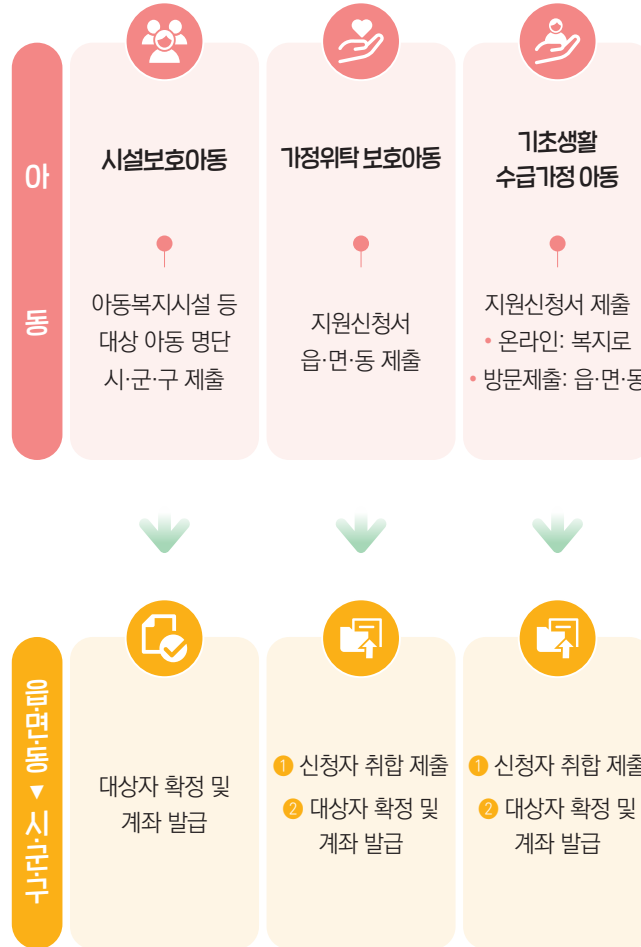 아동
시설보호아동
아동복지시설 등
대상 아동 명단
시·군·구 제출
가정위탁 보호아동
지원신청서
읍·면·동 제출
기초생활
수급가정 아동
지원신청서 제출
• 온라인: 복지로
• 방문제출: 읍·면·동
읍·면·동 ▼ 시·군·구
대상자 확정 및
계좌 발급
1 신청자 취합 제출
2 대상자 확정 및
계좌 발급
1 신청자 취합 제출
2 대상자 확정 및
계좌 발급